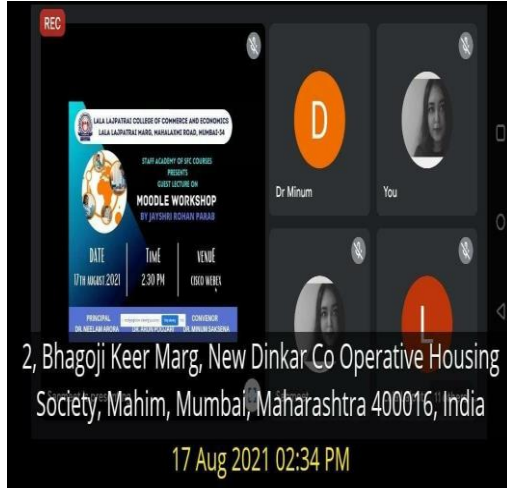 REC
LALA LAJPATRAI COLLEGE OF COMMERCE AND ECONOMICS
LALA LAJPATRAI MARG, MAHALAXMI ROAD, MUMBAI-34
STAFF ACADEMY OF SFC COURSES
PRESENTS
GUEST LECTURE ON
MOODLE WORKSHOP
BY JAYSHRI ROHAN PARAB
DATE
17TH AUGUST 2021
TIME
2.30 PM
VENUE
CISCO WEBEX
PRINCIPAL
DR. NEELAM ARORA
CONVENOR
DR. MINUM SAKSENA
D
Dr Minum
You
L
2, Bhagoji Keer Marg, New Dinkar Co Operative Housing
Society, Mahim, Mumbai, Maharashtra 400016, India
17 Aug 2021 02:34 PM